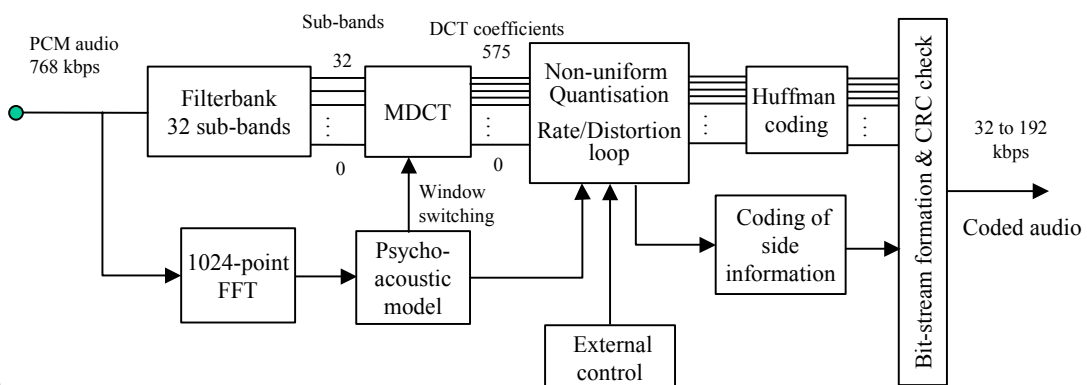 Sub-bands
DCT coefficients
PCM audio
768 kbps
32
575
Filterbank
32 sub-bands
MDCT
Non-uniform
Quantisation
Rate/Distortion
loop
Huffman
coding
0
0
Window
switching
1024-point
FFT
Psycho-
acoustic
model
Coding of
side
information
External
control
Bit-stream formation & CRC check
32 to 192
kbps
Coded audio